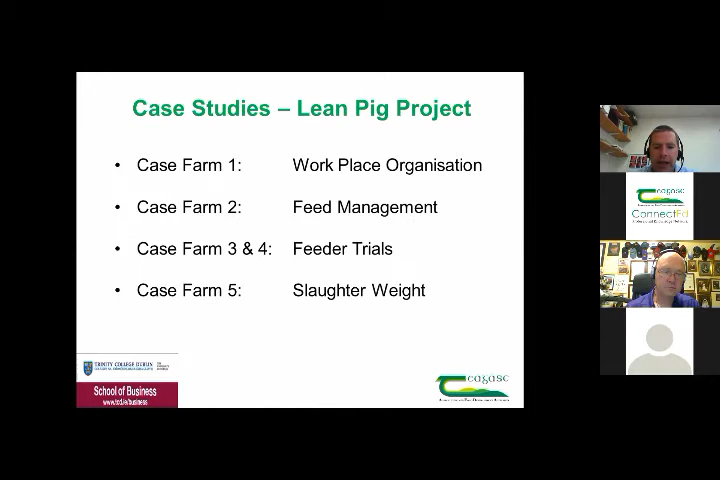 Case Studies – Lean Pig Project
• Case Farm 1: Work Place Organisation
• Case Farm 2: Feed Management
• Case Farm 3 & 4: Feeder Trials
• Case Farm 5: Slaughter Weight
TRINITY COLLEGE DUBLIN
School of Business
www.tcd.ie/business
teagasc
teagasc
ConnectEd